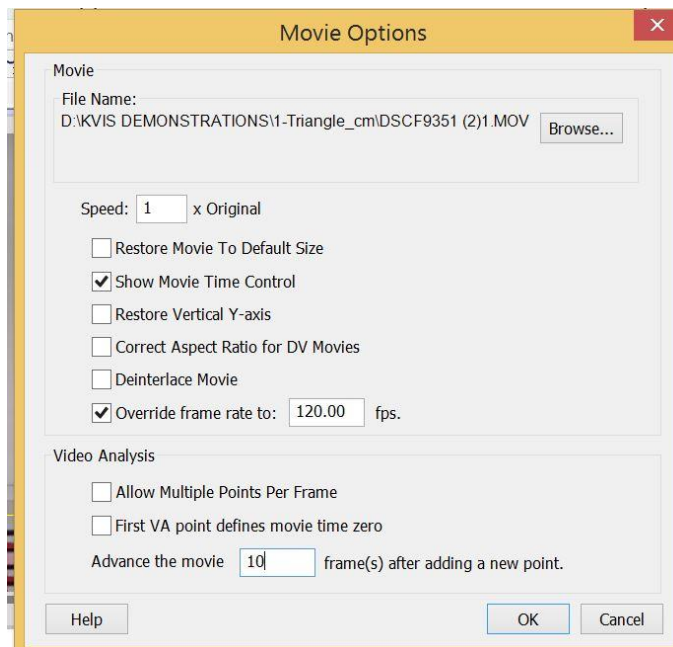 Movie Options
Movie
File Name:
D:\KVIS DEMONSTRATIONS\1-Triangle_cm\DSCF9351 (2)1.MOV
Browse...
Speed: 1 x Original
Restore Movie To Default Size
Show Movie Time Control
Restore Vertical Y-axis
Correct Aspect Ratio for DV Movies
Deinterlace Movie
Override frame rate to: 120.00 fps.
Video Analysis
Allow Multiple Points Per Frame
First VA point defines movie time zero
Advance the movie 10 frame(s) after adding a new point.
Help OK Cancel